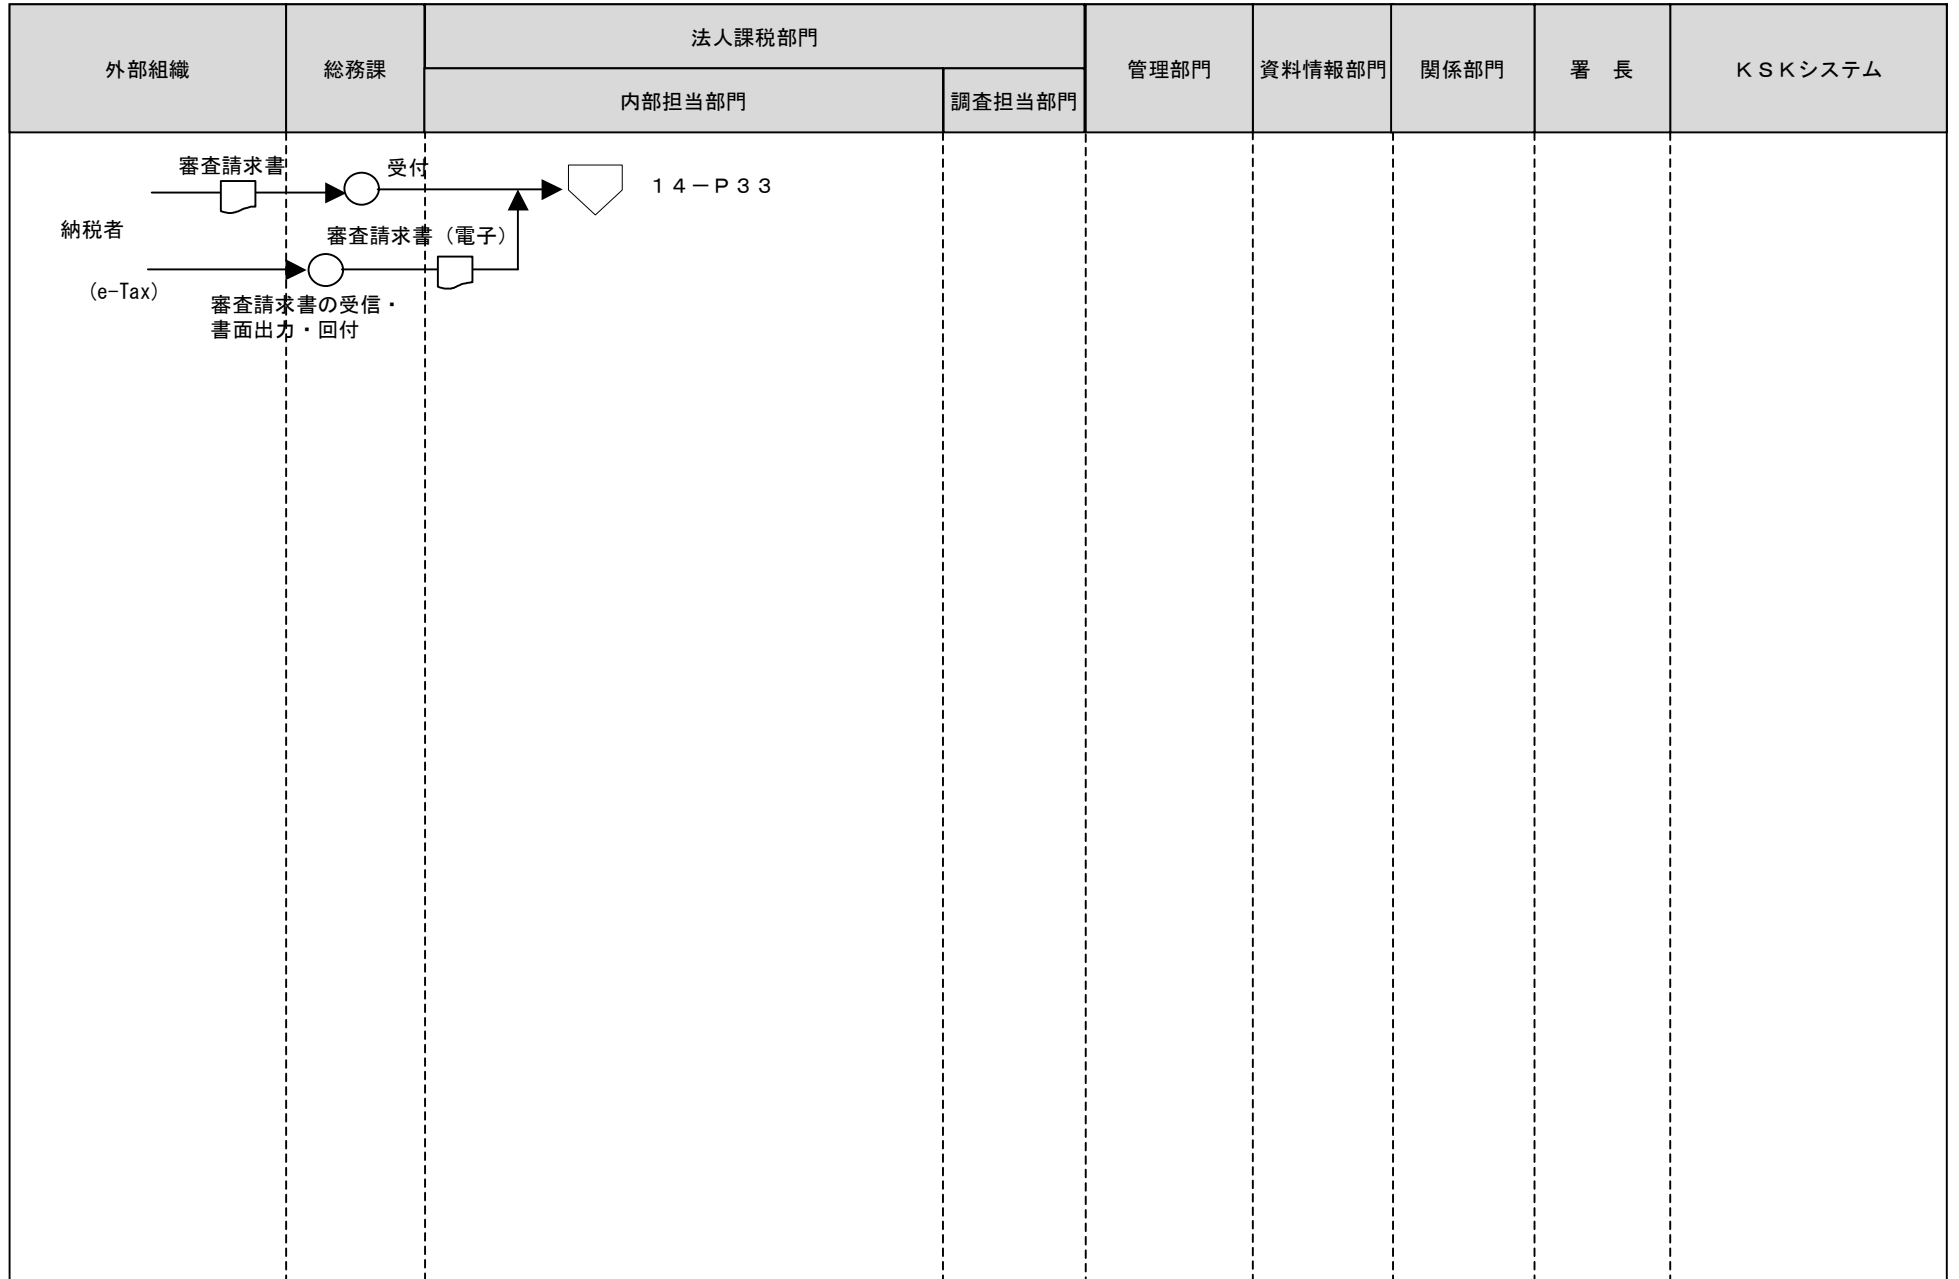 外部組織
総務課
法人課税部門
内部担当部門
調査担当部門
管理部門
資料情報部門
関係部門
署　長
ＫＳＫシステム
審査請求書
受付
１４－Ｐ３３
納税者
審査請求書（電子）
(e-Tax)
審査請求書の受信・
書面出力・回付